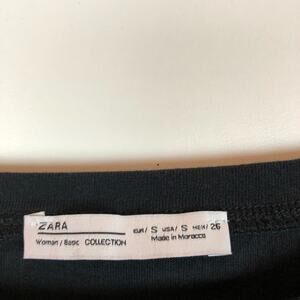 ZARA
Woman / Basic COLLECTION
EUR / S USA / S MEX / 26
Made in Morocco